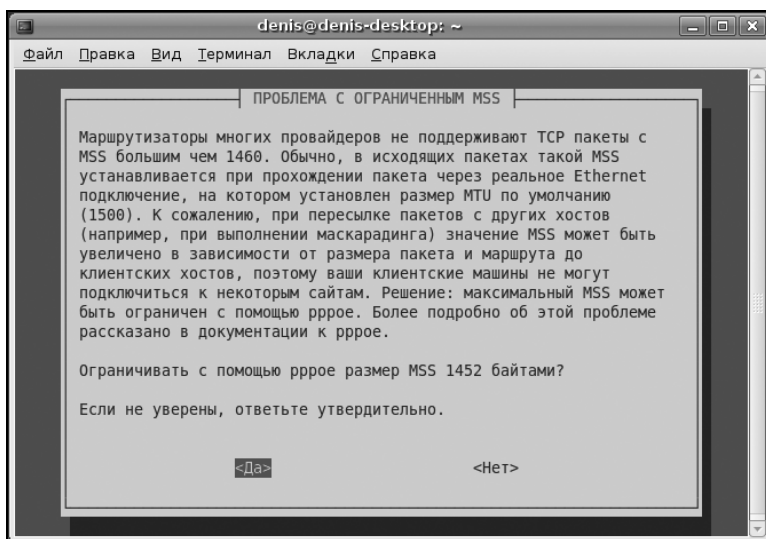 denis@denis-desktop: ~
Файл Правка Вид Терминал Вкладки Справка
ПРОБЛЕМА С ОГРАНИЧЕННЫМ MSS
Маршрутизаторы многих провайдеров не поддерживают TCP пакеты с
MSS большим чем 1460. Обычно, в исходящих пакетах такой MSS
устанавливается при прохождении пакета через реальное Ethernet
подключение, на котором установлен размер MTU по умолчанию
(1500). К сожалению, при пересылке пакетов с других хостов
(например, при выполнении маскарадинга) значение MSS может быть
увеличено в зависимости от размера пакета и маршрута до
клиентских хостов, поэтому ваши клиентские машины не могут
подключиться к некоторым сайтам. Решение: максимальный MSS может
быть ограничен с помощью pppoe. Более подробно об этой проблеме
рассказано в документации к pppoe.
Ограничивать с помощью pppoe размер MSS 1452 байтами?
Если не уверены, ответьте утвердительно.
<Да> <Нет>